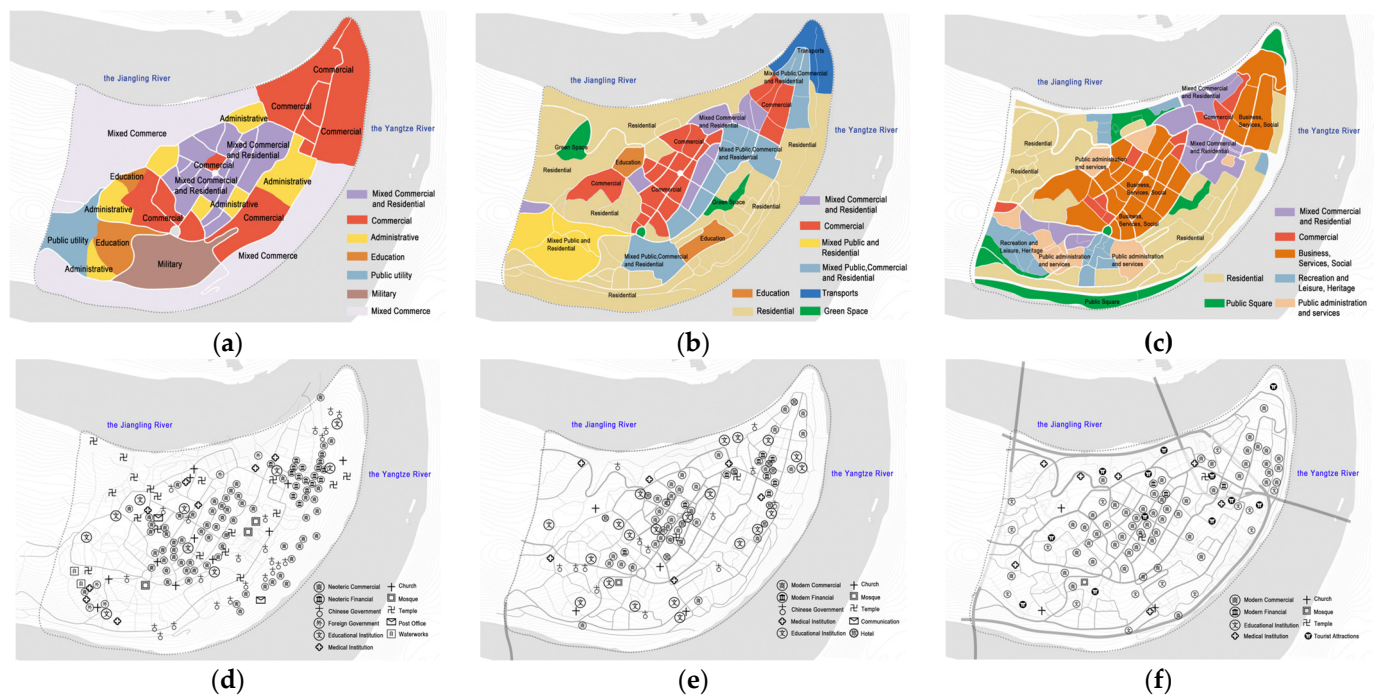 the Jiangling River
the Yangtze River
Commercial
Commercial
Commercial
Administrative
Mixed Commerce
Mixed Commercial
and Residential
Commercial
Education
Mixed Commercial
and Residential
Administrative
Administrative
Administrative
Commercial
Commercial
Public utility
Education
Administrative
Military
Mixed Commerce
Mixed Commercial
and Residential
Commercial
Administrative
Education
Public utility
Military
Mixed Commerce
(a)
the Jiangling River
the Yangtze River
Transports
Mixed Public,Commercial
and Residential
Commercial
Mixed Commercial
and Residential
Residential
Commercial
Green Space
Education
Mixed Public,Commercial
and Residential
Residential
Residential
Commercial
Commercial
Green Space
Residential
Residential
Mixed Public and
Residential
Education
Mixed Public,Commercial
and Residential
Residential
Mixed Commercial
and Residential
Commercial
Mixed Public and
Residential
Mixed Public,Commercial
and Residential
Education
Transports
Residential
Green Space
(b)
the Jiangling River
the Yangtze River
Mixed Commercial
and Residential
Commercial
Business,
Services, Social
Residential
Public administration
and services
Mixed Commercial
and Residential
Business,
Services, Social
Business,
Services, Social
Residential
Recreation and
Leisure, Heritage
Public administration
and services
Public administration
and services
Public Square
Mixed Commercial
and Residential
Commercial
Business,
Services, Social
Residential
Recreation and
Leisure, Heritage
Public Square
Public administration
and services
(c)
the Jiangling River
the Yangtze River
Neoteric Commercial
Church
Neoteric Financial
Mosque
Chinese Government
Temple
Foreign Government
Post Office
Educational Institution
Waterworks
Medical Institution
(d)
the Jiangling River
the Yangtze River
Modern Commercial
Church
Modern Financial
Mosque
Chinese Government
Temple
Medical Institution
Communication
Educational Institution
Hotel
(e)
the Jiangling River
the Yangtze River
Modern Commercial
Church
Modern Financial
Mosque
Educational Institution
Temple
Medical Institution
Tourist Attractions
(f)